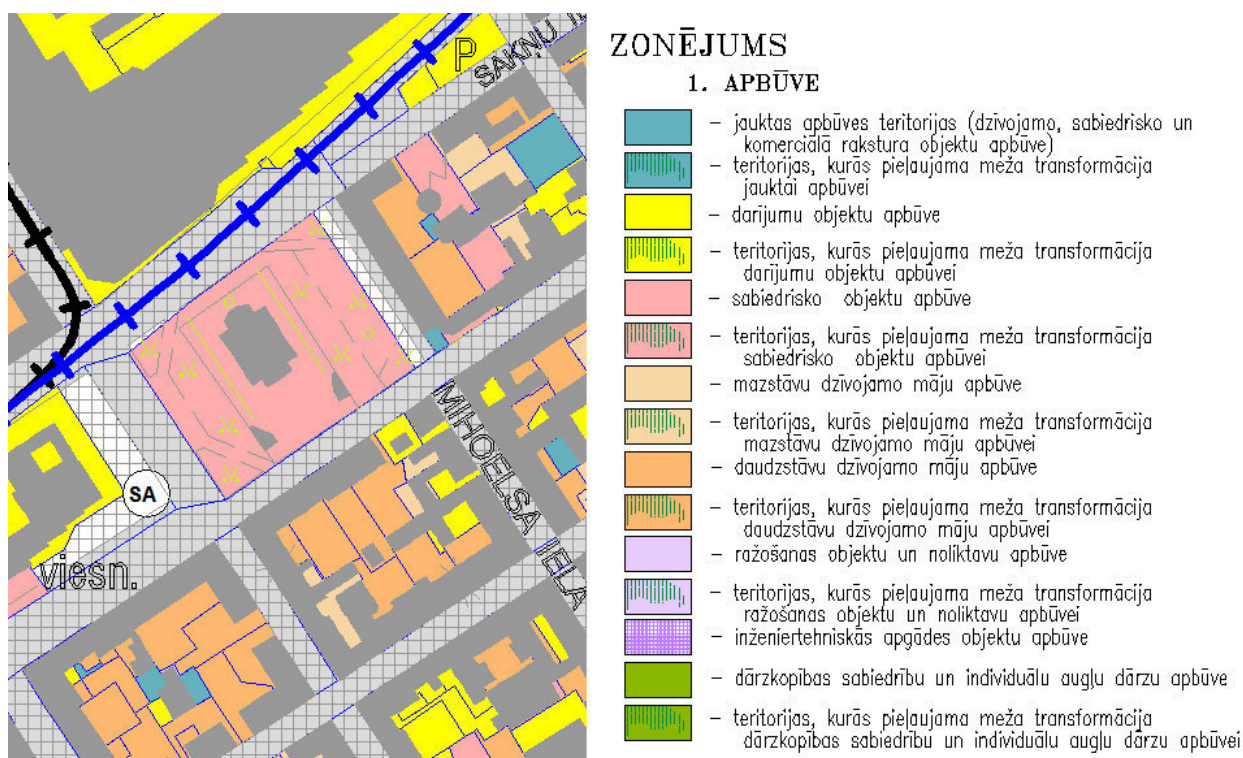 P
SAKŅU
SA
viesn.
MIHOELSA IELA
ZONĒJUMS
1. APBŪVE
– jauktas apbūves teritorijas (dzīvojamo, sabiedrisko un
komerciālā rakstura objektu apbūve)
– teritorijas, kurās pieļaujama meža transformācija
jauktai apbūvei
– darījumu objektu apbūve
– teritorijas, kurās pieļaujama meža transformācija
darījumu objektu apbūvei
– sabiedrisko objektu apbūve
– teritorijas, kurās pieļaujama meža transformācija
sabiedrisko objektu apbūvei
– mazstāvu dzīvojamo māju apbūve
– teritorijas, kurās pieļaujama meža transformācija
mazstāvu dzīvojamo māju apbūvei
– daudzstāvu dzīvojamo māju apbūve
– teritorijas, kurās pieļaujama meža transformācija
daudzstāvu dzīvojamo māju apbūvei
– ražošanas objektu un noliktavu apbūve
– teritorijas, kurās pieļaujama meža transformācija
ražošanas objektu un noliktavu apbūvei
– inženiertehniskās apgādes objektu apbūve
– dārzkopības sabiedrību un individuālu augļu dārzu apbūve
– teritorijas, kurās pieļaujama meža transformācija
dārzkopības sabiedrību un individuālu augļu dārzu apbūvei